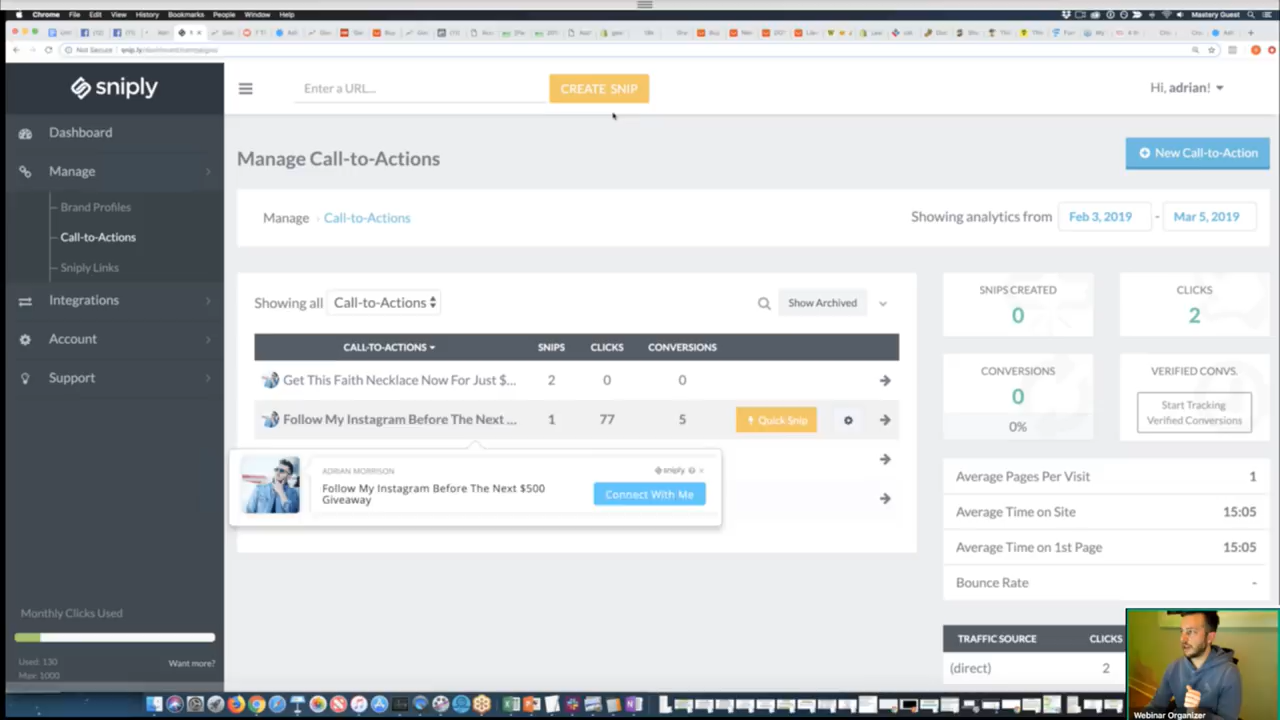 Chrome File Edit View History Bookmarks People Window Help
Mastery Guest
Not Secure snip.ly/dashboard/campaigns/
sniply
Enter a URL...
CREATE SNIP
Hi, adrian!
Dashboard
Manage
Brand Profiles
Call-to-Actions
Sniply Links
Integrations
Account
Support
Monthly Clicks Used
Used: 130
Max: 1000
Want more?
Manage Call-to-Actions
New Call-to-Action
Manage › Call-to-Actions
Showing analytics from Feb 3, 2019 - Mar 5, 2019
Showing all Call-to-Actions
Show Archived
CALL-TO-ACTIONS SNIPS CLICKS CONVERSIONS
Get This Faith Necklace Now For Just $... 2 0 0
Follow My Instagram Before The Next ... 1 77 5 Quick Snip
ADRIAN MORRISON
sniply
Follow My Instagram Before The Next $500
Giveaway
Connect With Me
SNIPS CREATED
0
CLICKS
2
CONVERSIONS
0
0%
VERIFIED CONVS.
Start Tracking
Verified Conversions
Average Pages Per Visit 1
Average Time on Site 15:05
Average Time on 1st Page 15:05
Bounce Rate -
TRAFFIC SOURCE CLICKS
(direct) 2
Webinar Organizer